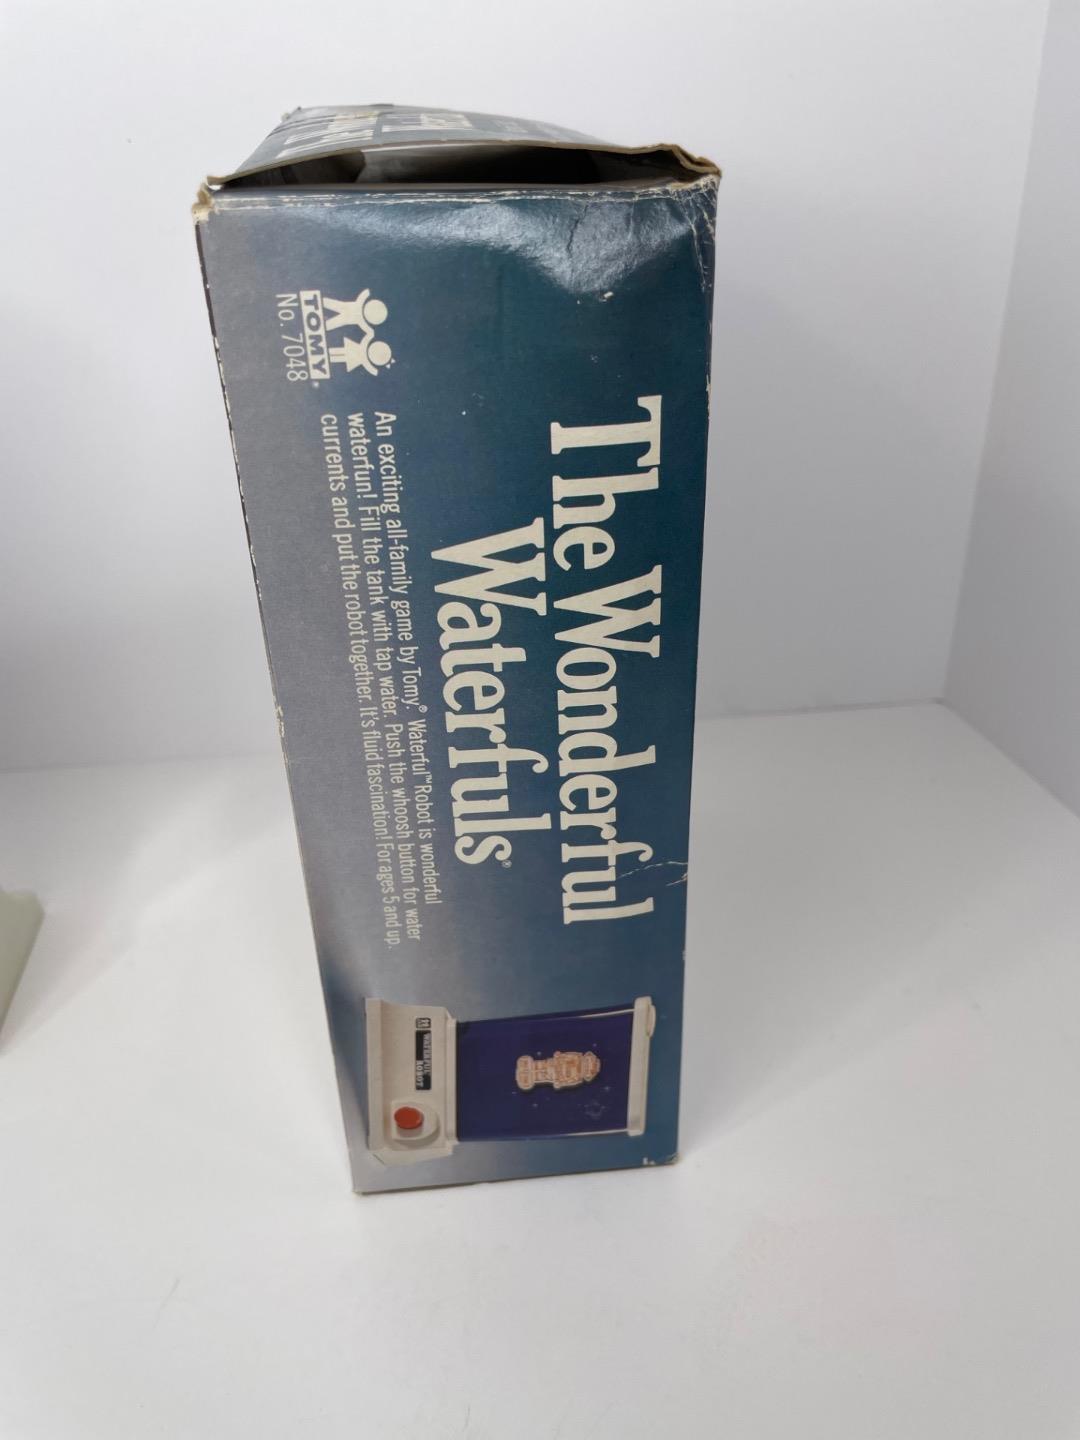 The Wonderful
Waterfuls®
TOMY®
No. 7048
An exciting all-family game by Tomy.® Waterful™ Robot is wonderful
waterfun! Fill the tank with tap water. Push the whoosh button for water
currents and put the robot together. It's fluid fascination! For ages 5 and up.
WATERFUL
ROBOT